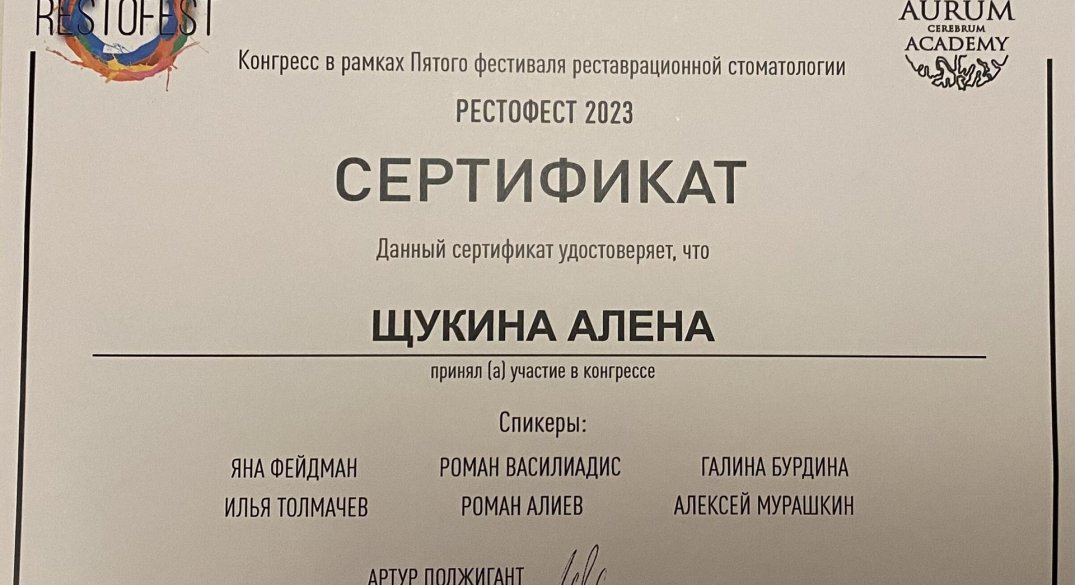 RESTOFEST
AURUM
CEREBRUM
ACADEMY
Конгресс в рамках Пятого фестиваля реставрационной стоматологии
РЕСТОФЕСТ 2023
СЕРТИФИКАТ
Данный сертификат удостоверяет, что
ЩУКИНА АЛЕНА
принял (а) участие в конгрессе
Спикеры:
ЯНА ФЕЙДМАН РОМАН ВАСИЛИАДИС ГАЛИНА БУРДИНА
ИЛЬЯ ТОЛМАЧЕВ РОМАН АЛИЕВ АЛЕКСЕЙ МУРАШКИН
АРТУР ПОЛЖИГАНТ